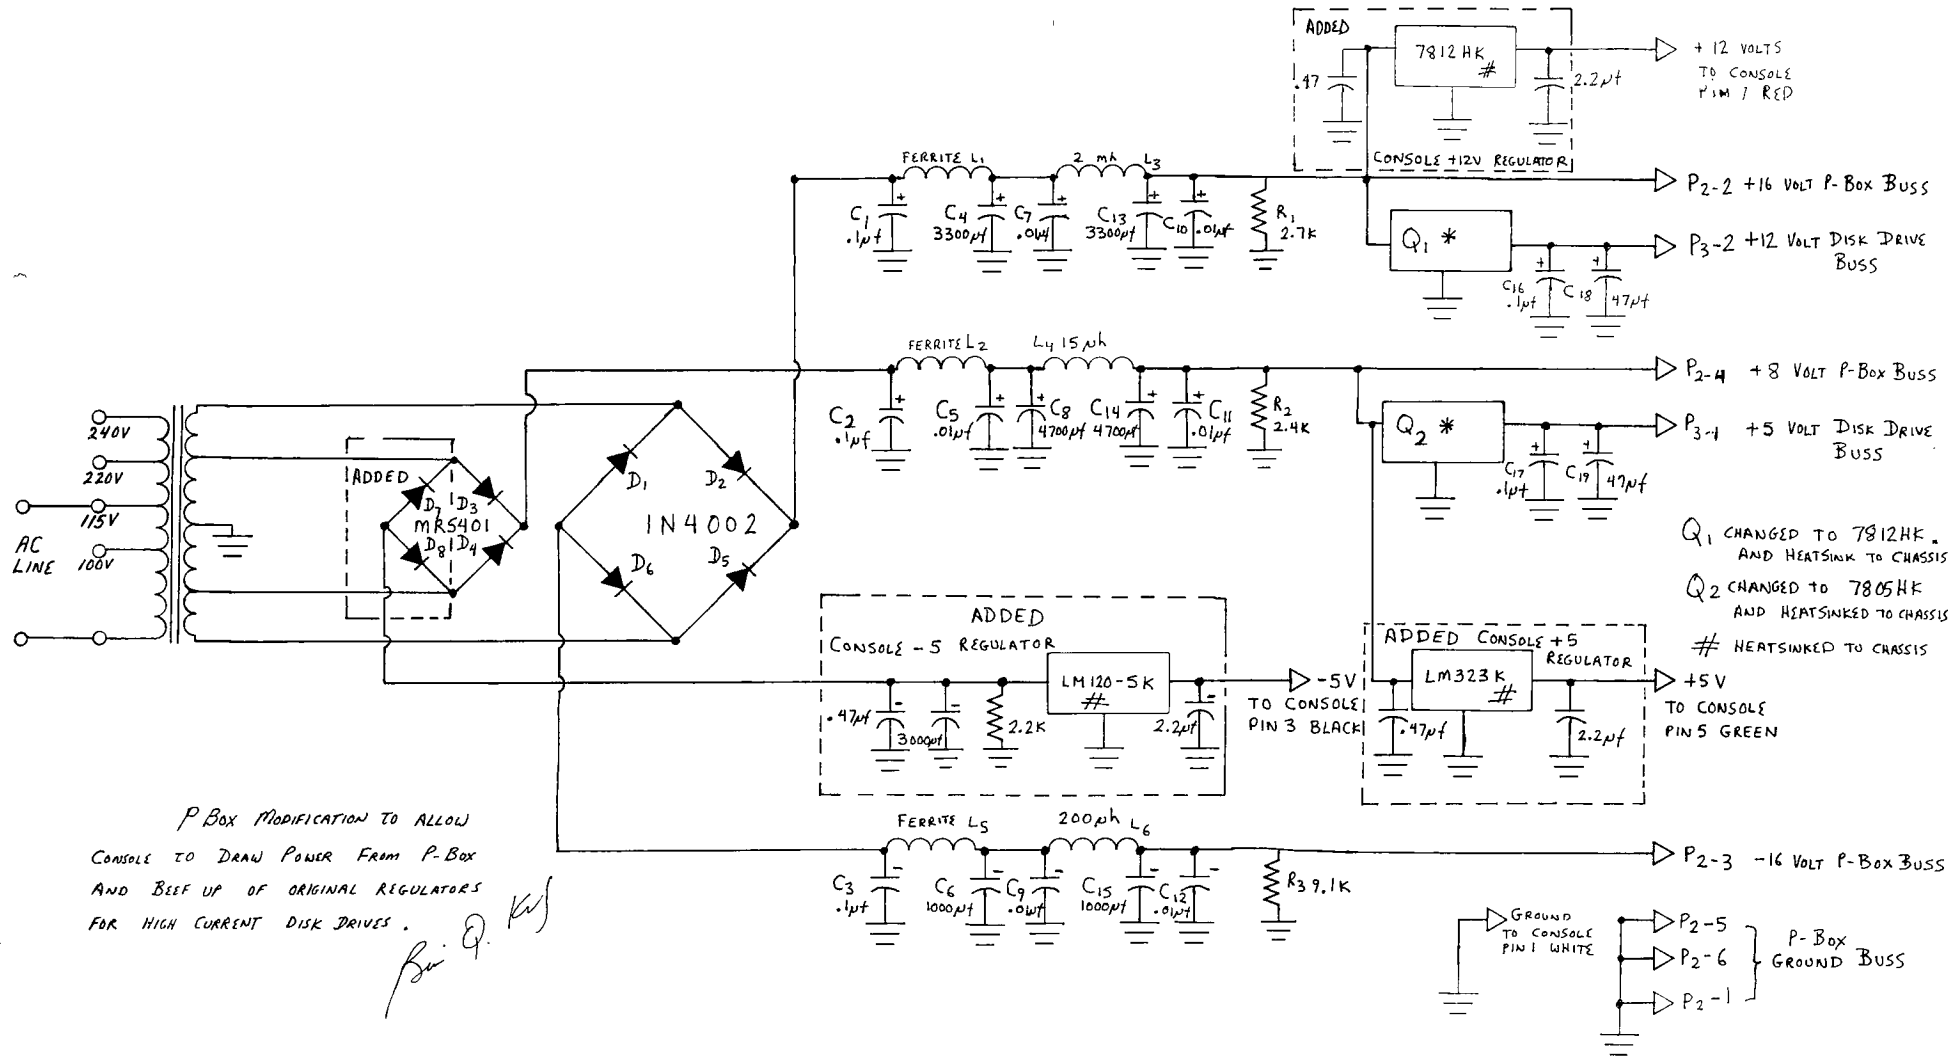 ADDED
7812HK
#
.47
2.2µf
+ 12 VOLTS
TO CONSOLE
PIN 7 RED
CONSOLE +12V REGULATOR
FERRITE L1
2 mh L3
C1
.1µf
C4
3300µf
C7
.01µf
C13
3300µf
C10 .01µf
R1
2.7K
P2-2 +16 VOLT P-BOX BUSS
Q1 *
P3-2 +12 VOLT DISK DRIVE
BUSS
C16
.1µf
C18 47µf
FERRITE L2
L4 15µh
C2
.1µf
C5
.01µf
C8
4700µf
C14
4700µf
C11
.01µf
R2
2.4K
P2-4 +8 VOLT P-BOX BUSS
Q2 *
P3-1 +5 VOLT DISK DRIVE
BUSS
C17
.1µf
C19 47µf
240V
220V
115V
100V
AC
LINE
ADDED
D7 D3
MR5401
D8 D4
D1
D2
1N4002
D6
D5
Q1 CHANGED TO 7812HK.
AND HEATSINK TO CHASSIS
Q2 CHANGED TO 7805HK
AND HEATSINKED TO CHASSIS
# HEATSINKED TO CHASSIS
ADDED
CONSOLE -5 REGULATOR
.47µf
3000µf
2.2K
LM120-5K
#
2.2µf
-5V
TO CONSOLE
PIN 3 BLACK
ADDED CONSOLE +5
REGULATOR
LM323K
#
.47µf
2.2µf
+5V
TO CONSOLE
PIN 5 GREEN
P BOX MODIFICATION TO ALLOW
CONSOLE TO DRAW POWER FROM P-BOX
AND BEEF UP OF ORIGINAL REGULATORS
FOR HIGH CURRENT DISK DRIVES.
FERRITE L5
200µh L6
C3
.1µf
C6
1000µf
C9
.01µf
C15
1000µf
C12
.01µf
R3 9.1K
P2-3 -16 VOLT P-BOX BUSS
GROUND
TO CONSOLE
PIN 1 WHITE
P2-5
P2-6
P2-1
P-BOX
GROUND BUSS